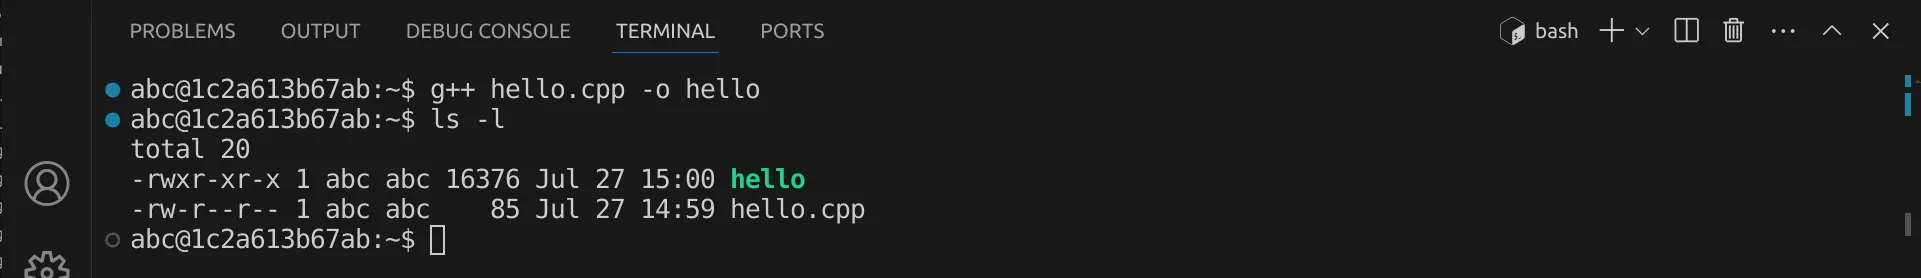 PROBLEMS OUTPUT DEBUG CONSOLE TERMINAL PORTS bash
abc@1c2a613b67ab:~$ g++ hello.cpp -o hello
abc@1c2a613b67ab:~$ ls -l
total 20
-rwxr-xr-x 1 abc abc 16376 Jul 27 15:00 hello
-rw-r--r-- 1 abc abc    85 Jul 27 14:59 hello.cpp
abc@1c2a613b67ab:~$